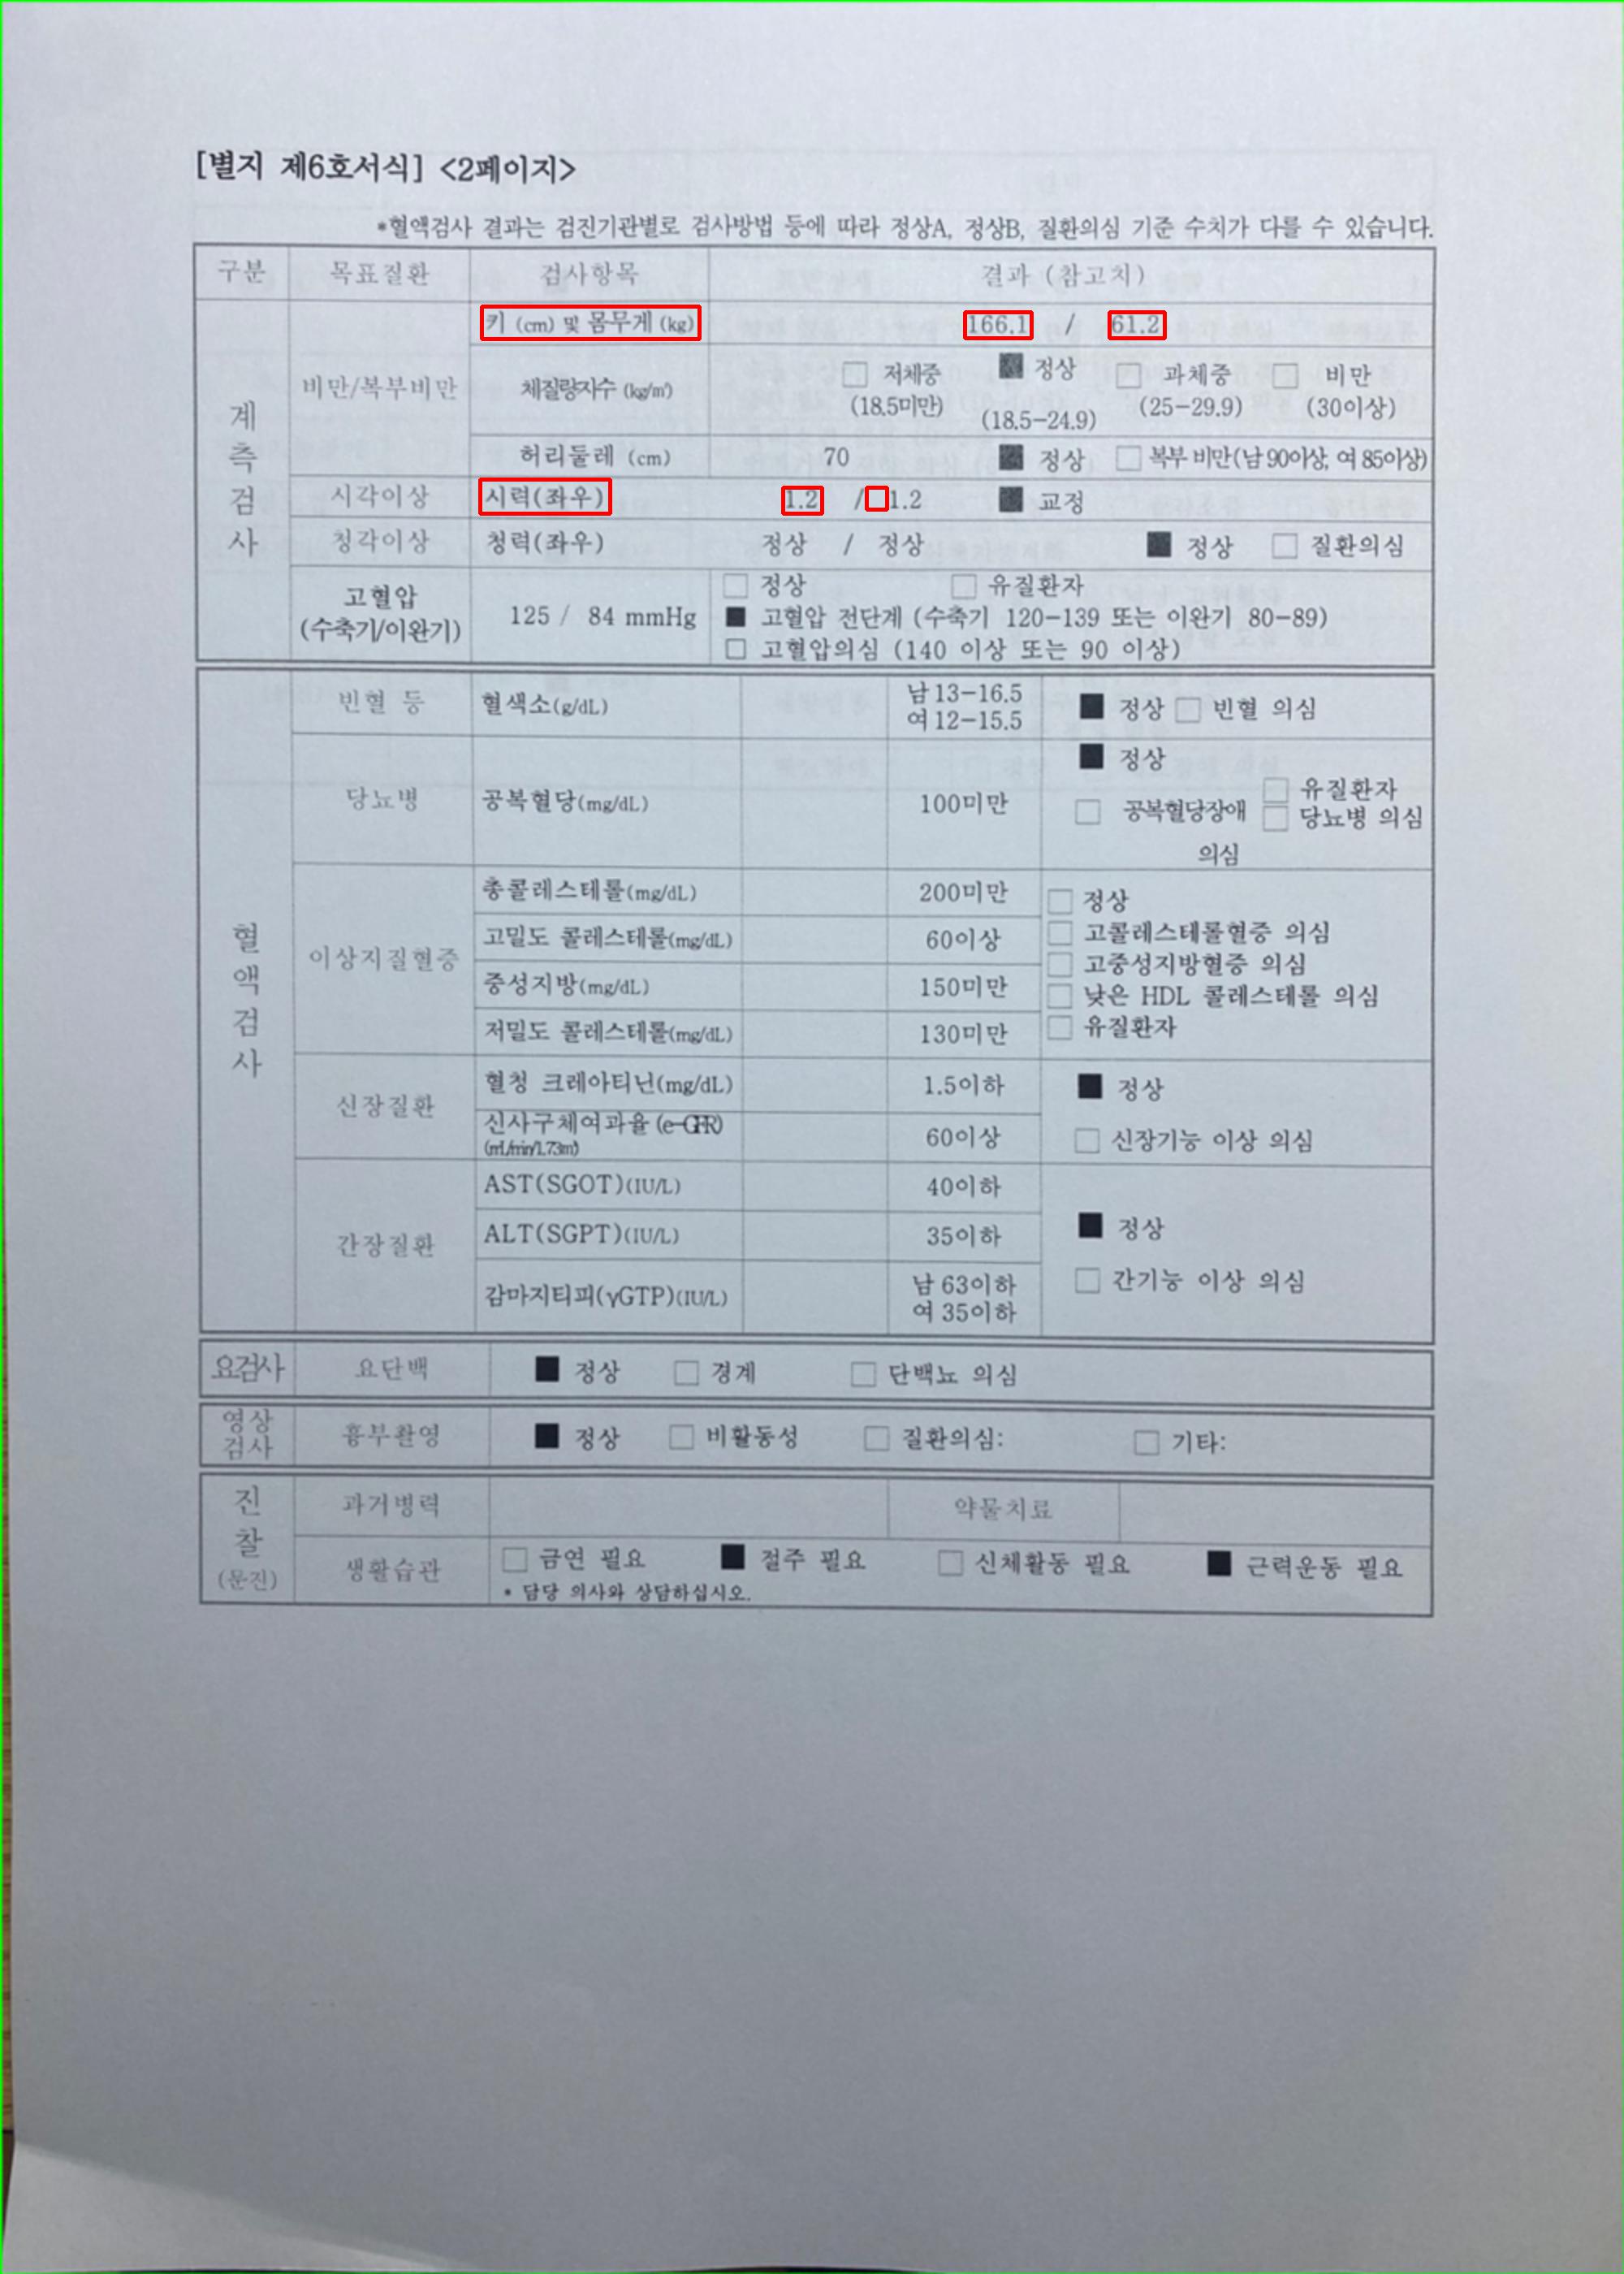 [별지 제6호서식] <2페이지>
*혈액검사 결과는 검진기관별로 검사방법 등에 따라 정상A, 정상B, 질환의심 기준 수치가 다를 수 있습니다.
구분 목표질환 검사항목 결과 (참고치)
계측검사
비만/복부비만
키 (cm) 및 몸무게 (kg) 166.1 / 61.2
체질량지수 (kg/㎡) □ 저체중 (18.5미만) ■ 정상 (18.5-24.9) □ 과체중 (25-29.9) □ 비만 (30이상)
허리둘레 (cm) 70 ■ 정상 □ 복부 비만(남 90이상, 여 85이상)
시각이상 시력(좌우) 1.2 / 1.2 ■ 교정
청각이상 청력(좌우) 정상 / 정상 ■ 정상 □ 질환의심
고혈압 (수축기/이완기) 125 / 84 mmHg
□ 정상 □ 유질환자
■ 고혈압 전단계 (수축기 120-139 또는 이완기 80-89)
□ 고혈압의심 (140 이상 또는 90 이상)
혈액검사
빈혈 등 혈색소(g/dL) 남 13-16.5 여 12-15.5 ■ 정상 □ 빈혈 의심
당뇨병 공복혈당(mg/dL) 100미만
■ 정상
□ 공복혈당장애 의심
□ 유질환자
□ 당뇨병 의심
이상지질혈증
총콜레스테롤(mg/dL) 200미만
고밀도 콜레스테롤(mg/dL) 60이상
중성지방(mg/dL) 150미만
저밀도 콜레스테롤(mg/dL) 130미만
□ 정상
□ 고콜레스테롤혈증 의심
□ 고중성지방혈증 의심
□ 낮은 HDL 콜레스테롤 의심
□ 유질환자
신장질환
혈청 크레아티닌(mg/dL) 1.5이하 ■ 정상
신사구체여과율 (e-GFR) (mL/min/1.73㎡) 60이상 □ 신장기능 이상 의심
간장질환
AST(SGOT)(IU/L) 40이하
ALT(SGPT)(IU/L) 35이하 ■ 정상
감마지티피(γGTP)(IU/L) 남 63이하 여 35이하 □ 간기능 이상 의심
요검사 요단백 ■ 정상 □ 경계 □ 단백뇨 의심
영상검사 흉부촬영 ■ 정상 □ 비활동성 □ 질환의심: □ 기타:
진찰 (문진)
과거병력 약물치료
생활습관 □ 금연 필요 ■ 절주 필요 □ 신체활동 필요 ■ 근력운동 필요
* 담당 의사와 상담하십시오.